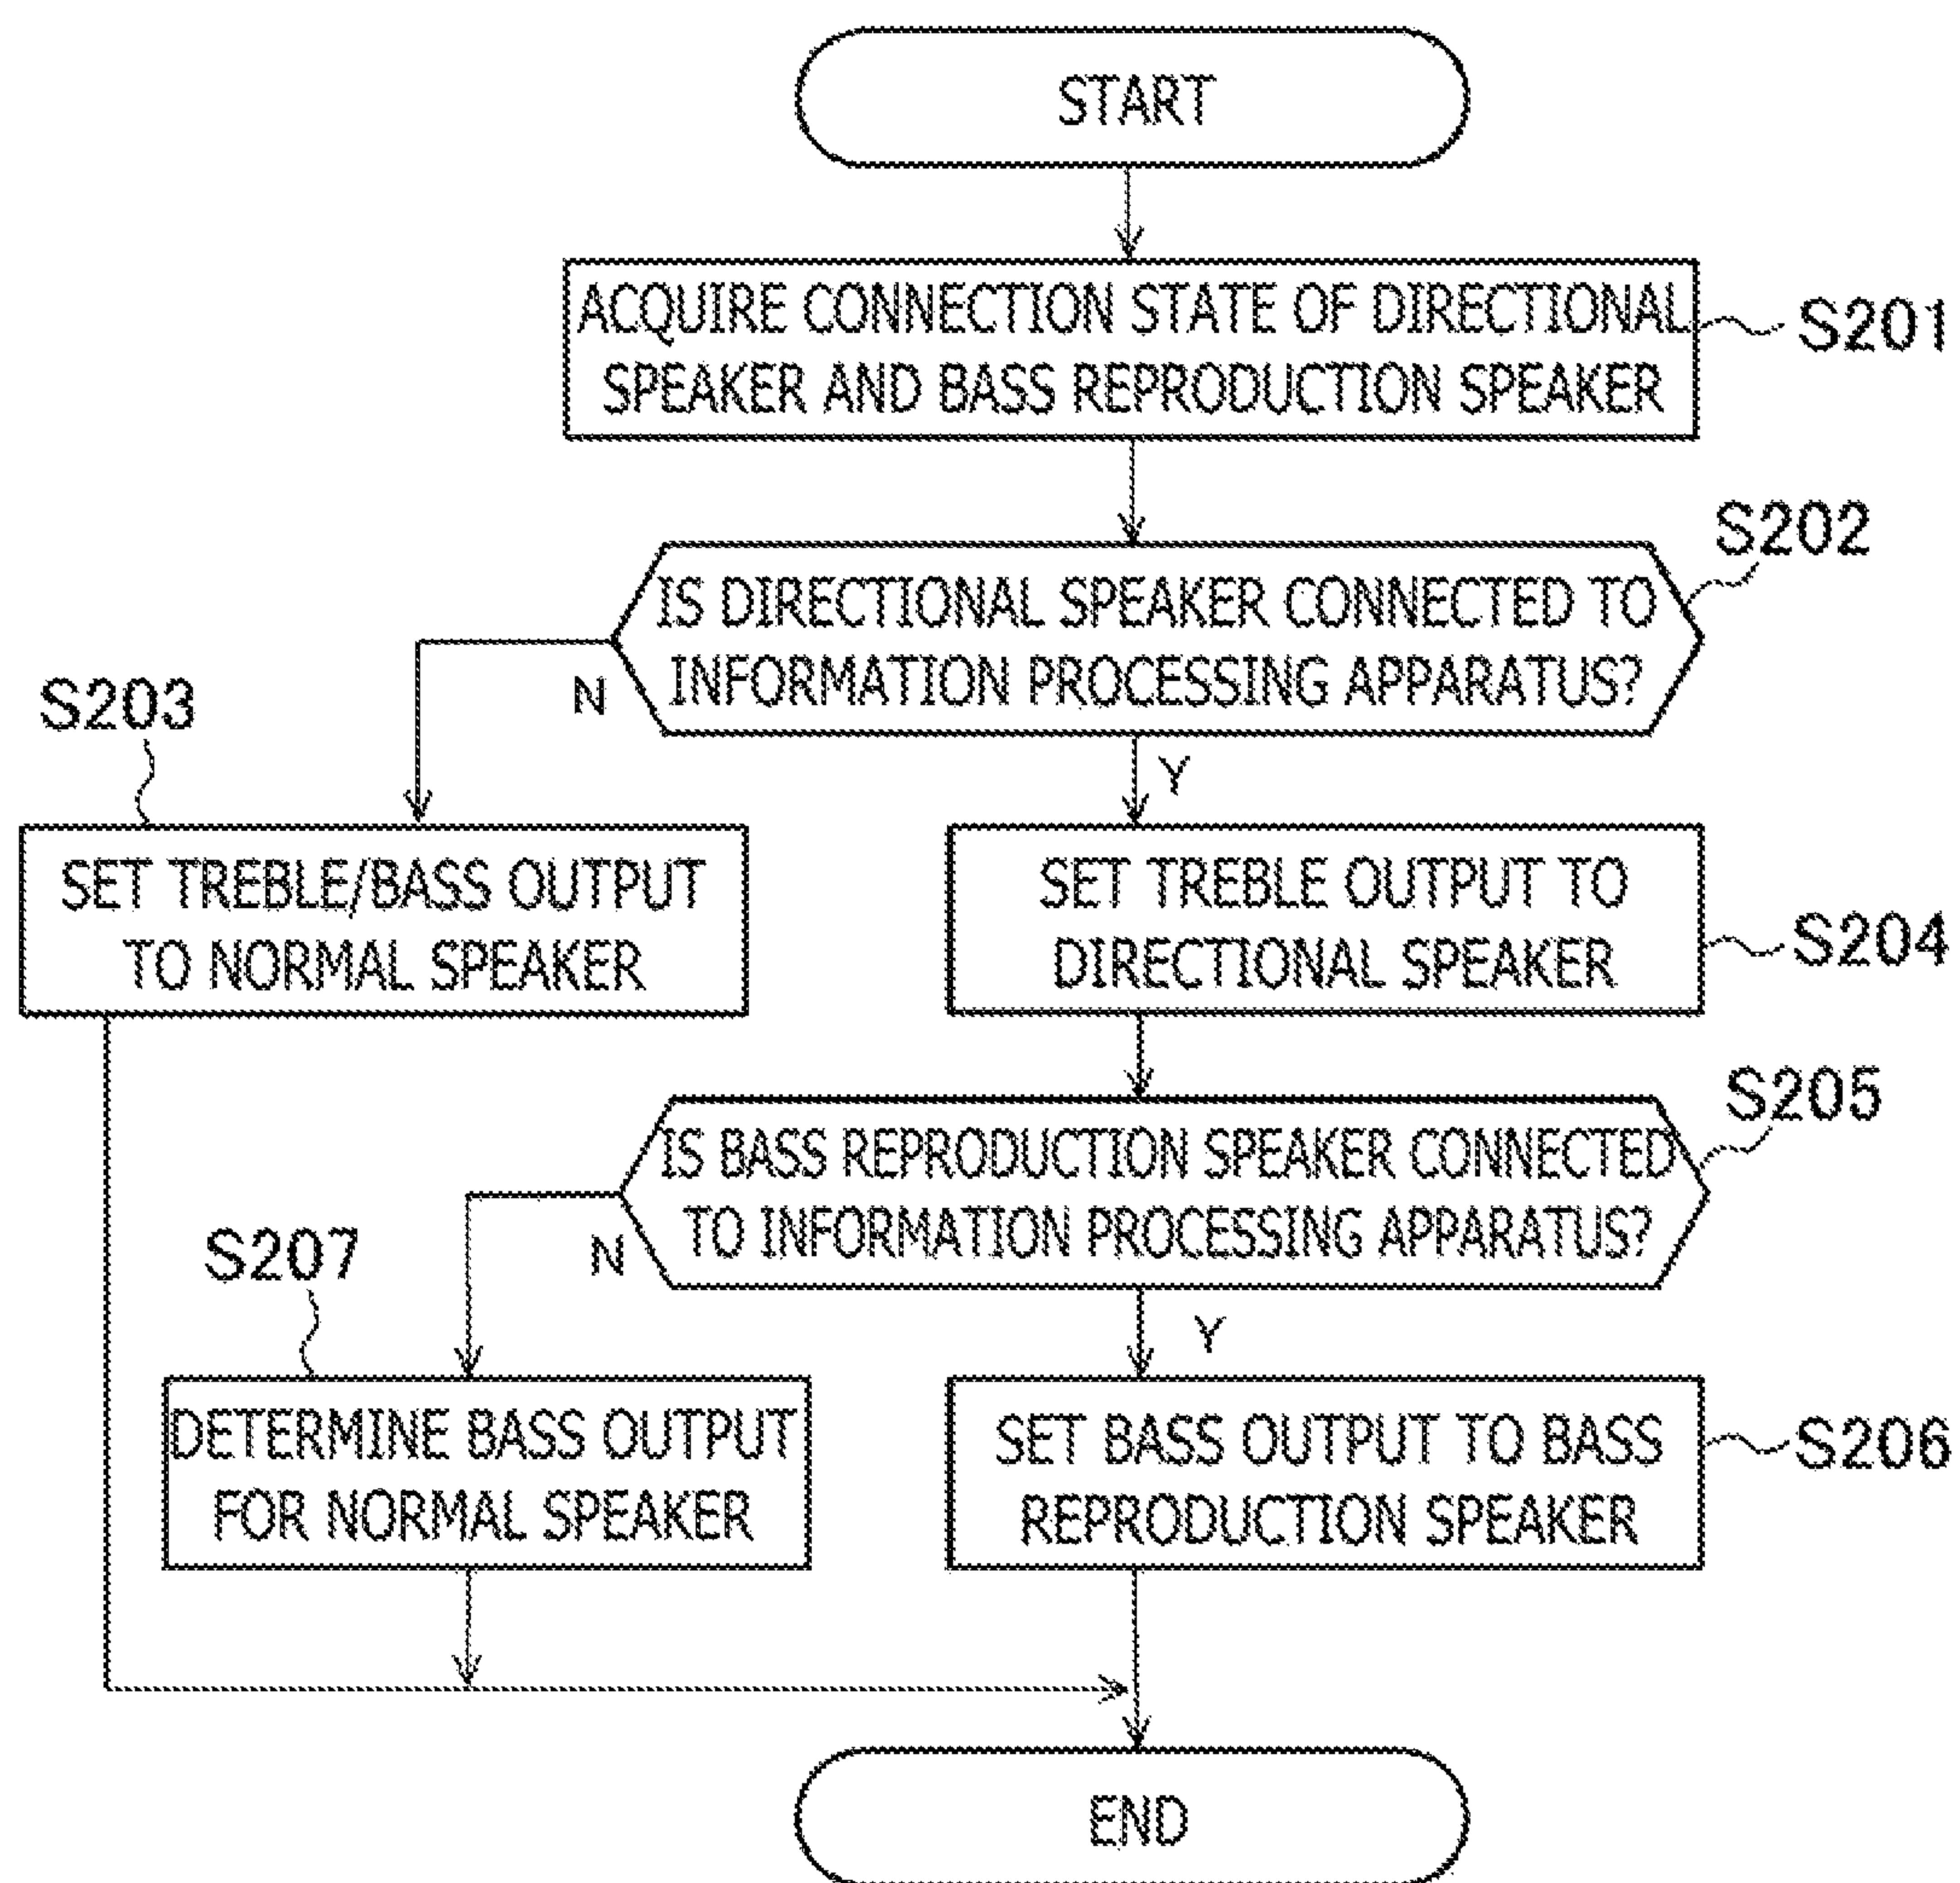 START
ACQUIRE CONNECTION STATE OF DIRECTIONAL
SPEAKER AND BASS REPRODUCTION SPEAKER
S201
S202
IS DIRECTIONAL SPEAKER CONNECTED TO
INFORMATION PROCESSING APPARATUS?
N
Y
S203
SET TREBLE/BASS OUTPUT
TO NORMAL SPEAKER
SET TREBLE OUTPUT TO
DIRECTIONAL SPEAKER
S204
S205
IS BASS REPRODUCTION SPEAKER CONNECTED
TO INFORMATION PROCESSING APPARATUS?
N
Y
S207
DETERMINE BASS OUTPUT
FOR NORMAL SPEAKER
SET BASS OUTPUT TO BASS
REPRODUCTION SPEAKER
S206
END